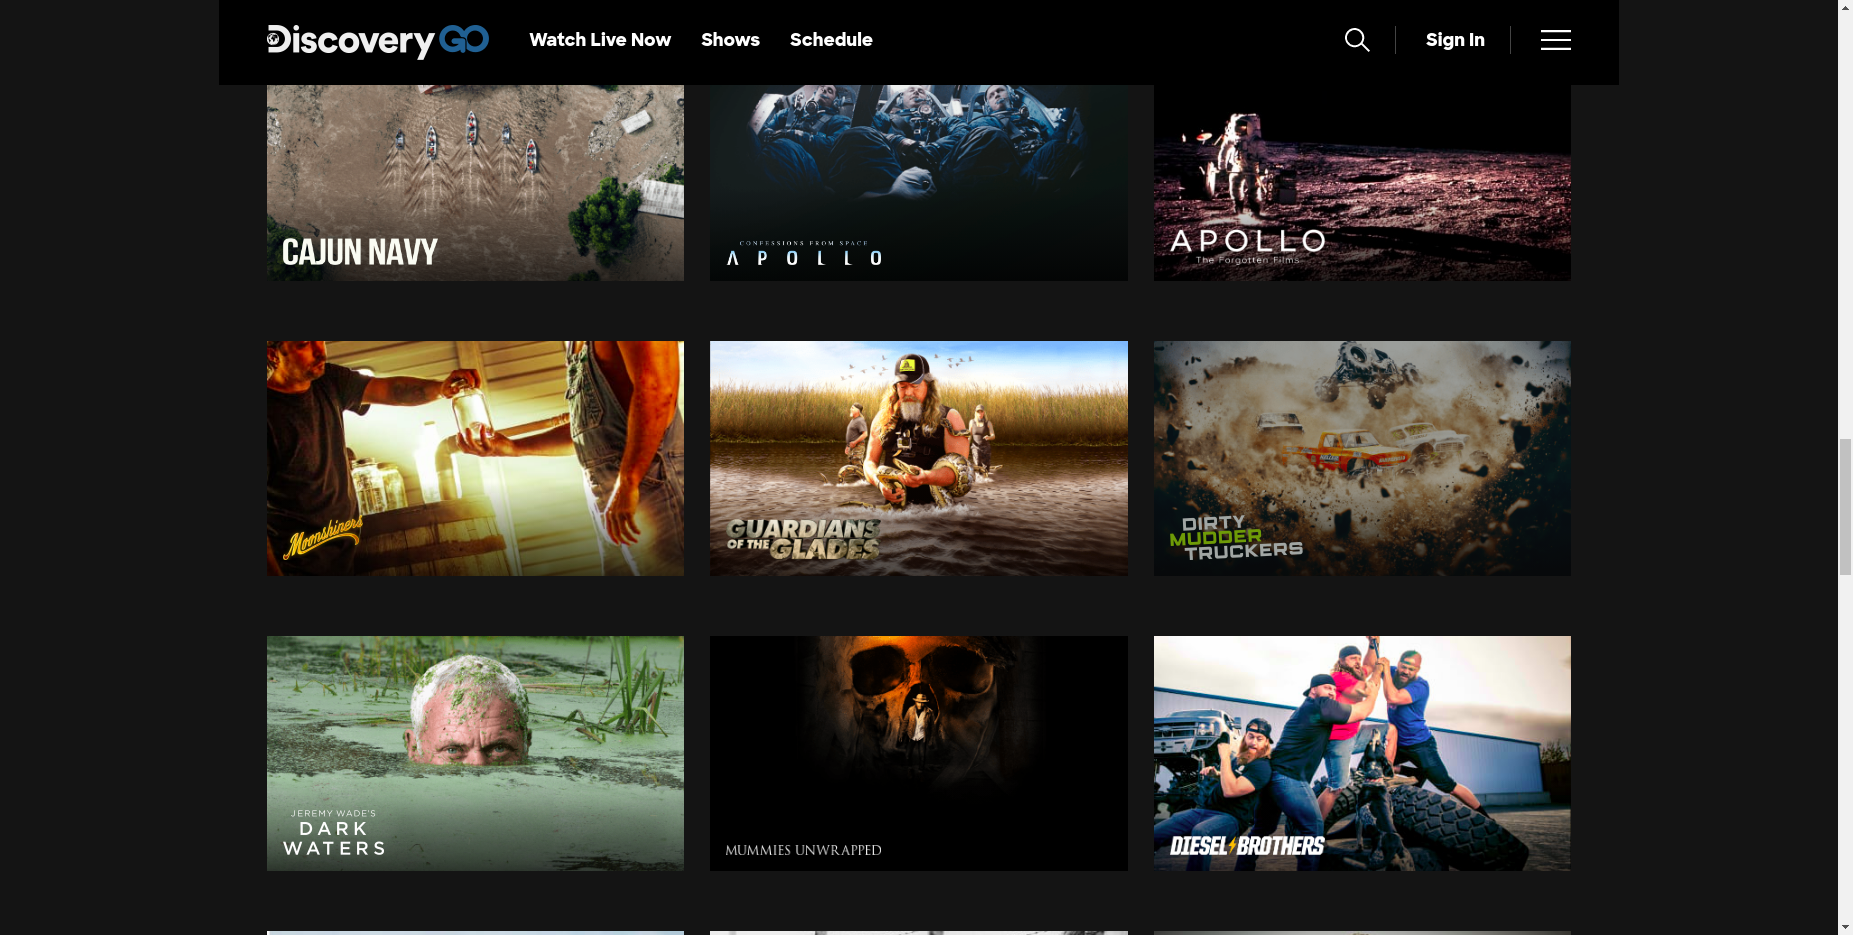 Discovery GO
Watch Live Now
Shows
Schedule
Sign In
CAJUN NAVY
CONFESSIONS FROM SPACE
APOLLO
APOLLO
The Forgotten Films
Moonshiners
GUARDIANS
OF THE GLADES
DIRTY
MUDDER
TRUCKERS
JEREMY WADE'S
DARK
WATERS
MUMMIES UNWRAPPED
DIESEL BROTHERS